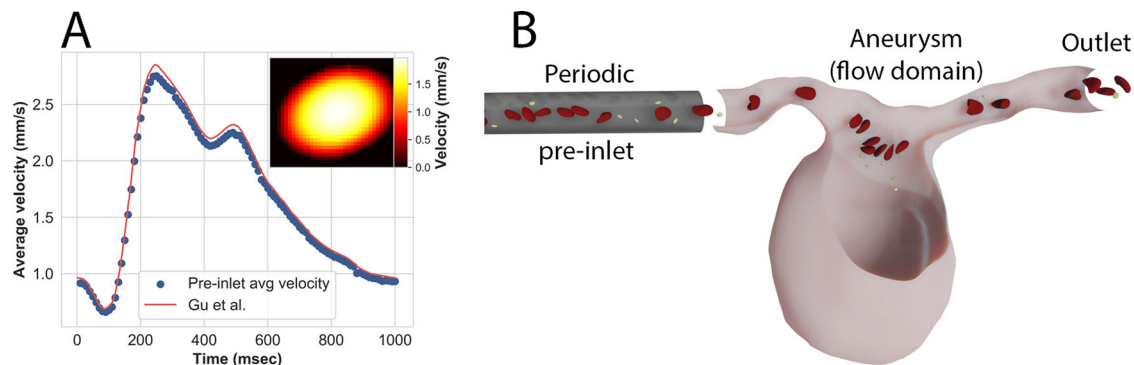 A
Average velocity (mm/s)
2.5
2.0
1.5
1.0
0
200
400
600
800
1000
Time (msec)
Pre-inlet avg velocity
Gu et al.
Velocity (mm/s)
1.5
1.0
0.5
0.0
B
Periodic
pre-inlet
Aneurysm
(flow domain)
Outlet